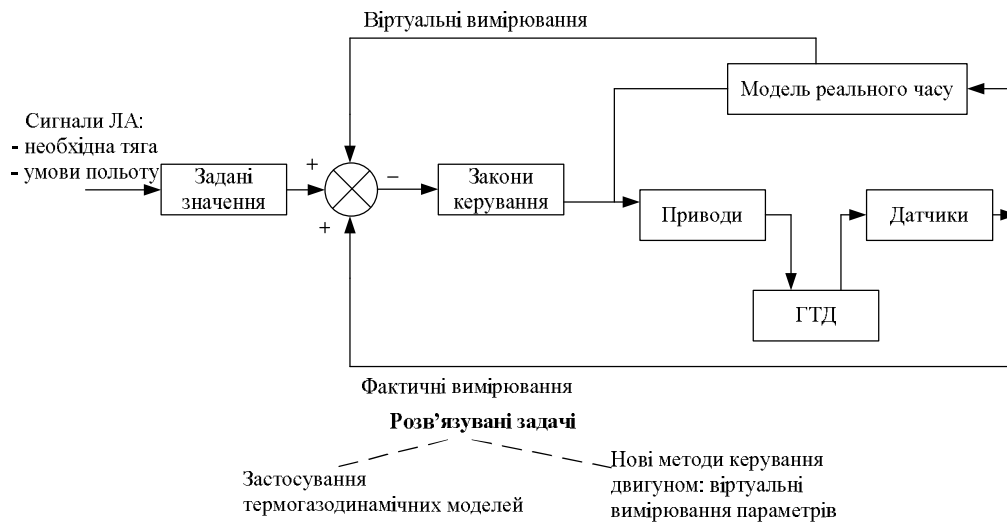 Віртуальні вимірювання
Модель реального часу
Сигнали ЛА:
- необхідна тяга
- умови польоту
Задані
значення
+
+
–
Закони
керування
Приводи
Датчики
ГТД
Фактичні вимірювання
Розв’язувані задачі
Застосування
термогазодинамічних моделей
Нові методи керування
двигуном: віртуальні
вимірювання параметрів